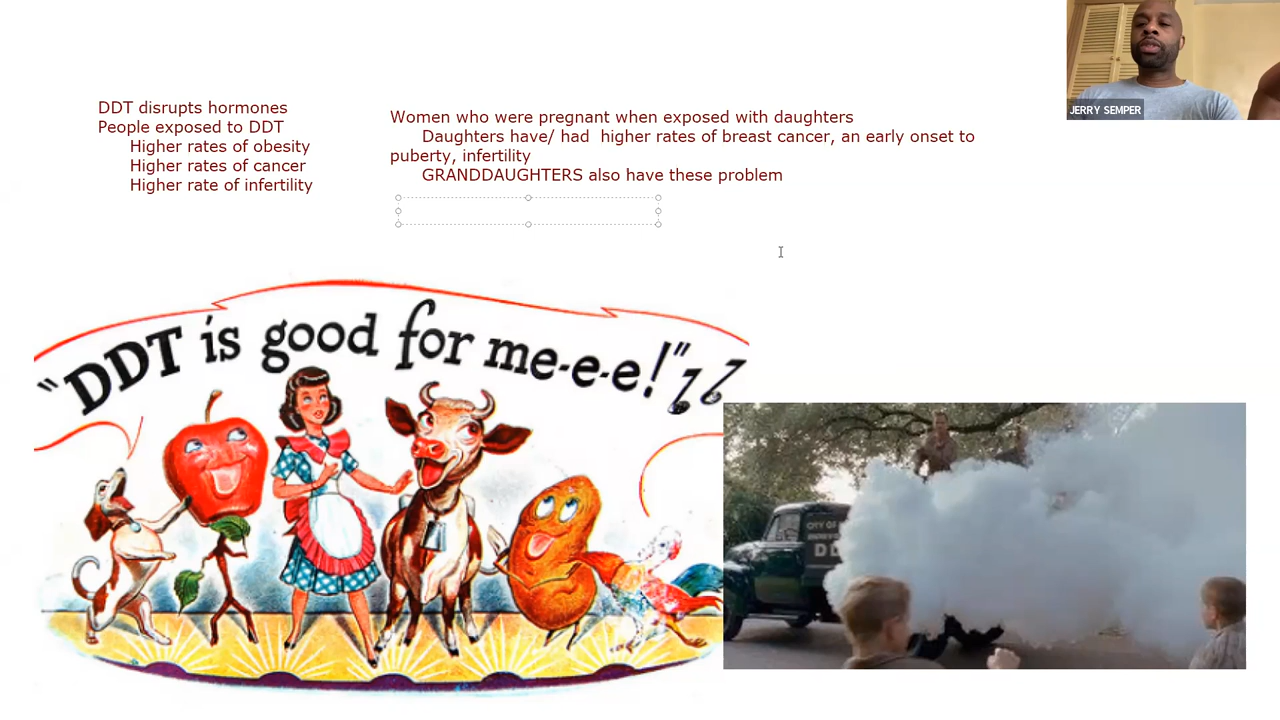 JERRY SEMPER
DDT disrupts hormones
People exposed to DDT
Higher rates of obesity
Higher rates of cancer
Higher rate of infertility
Women who were pregnant when exposed with daughters
Daughters have/ had  higher rates of breast cancer, an early onset to
puberty, infertility
GRANDDAUGHTERS also have these problem
"DDT is good for me-e-e!"
CITY OF